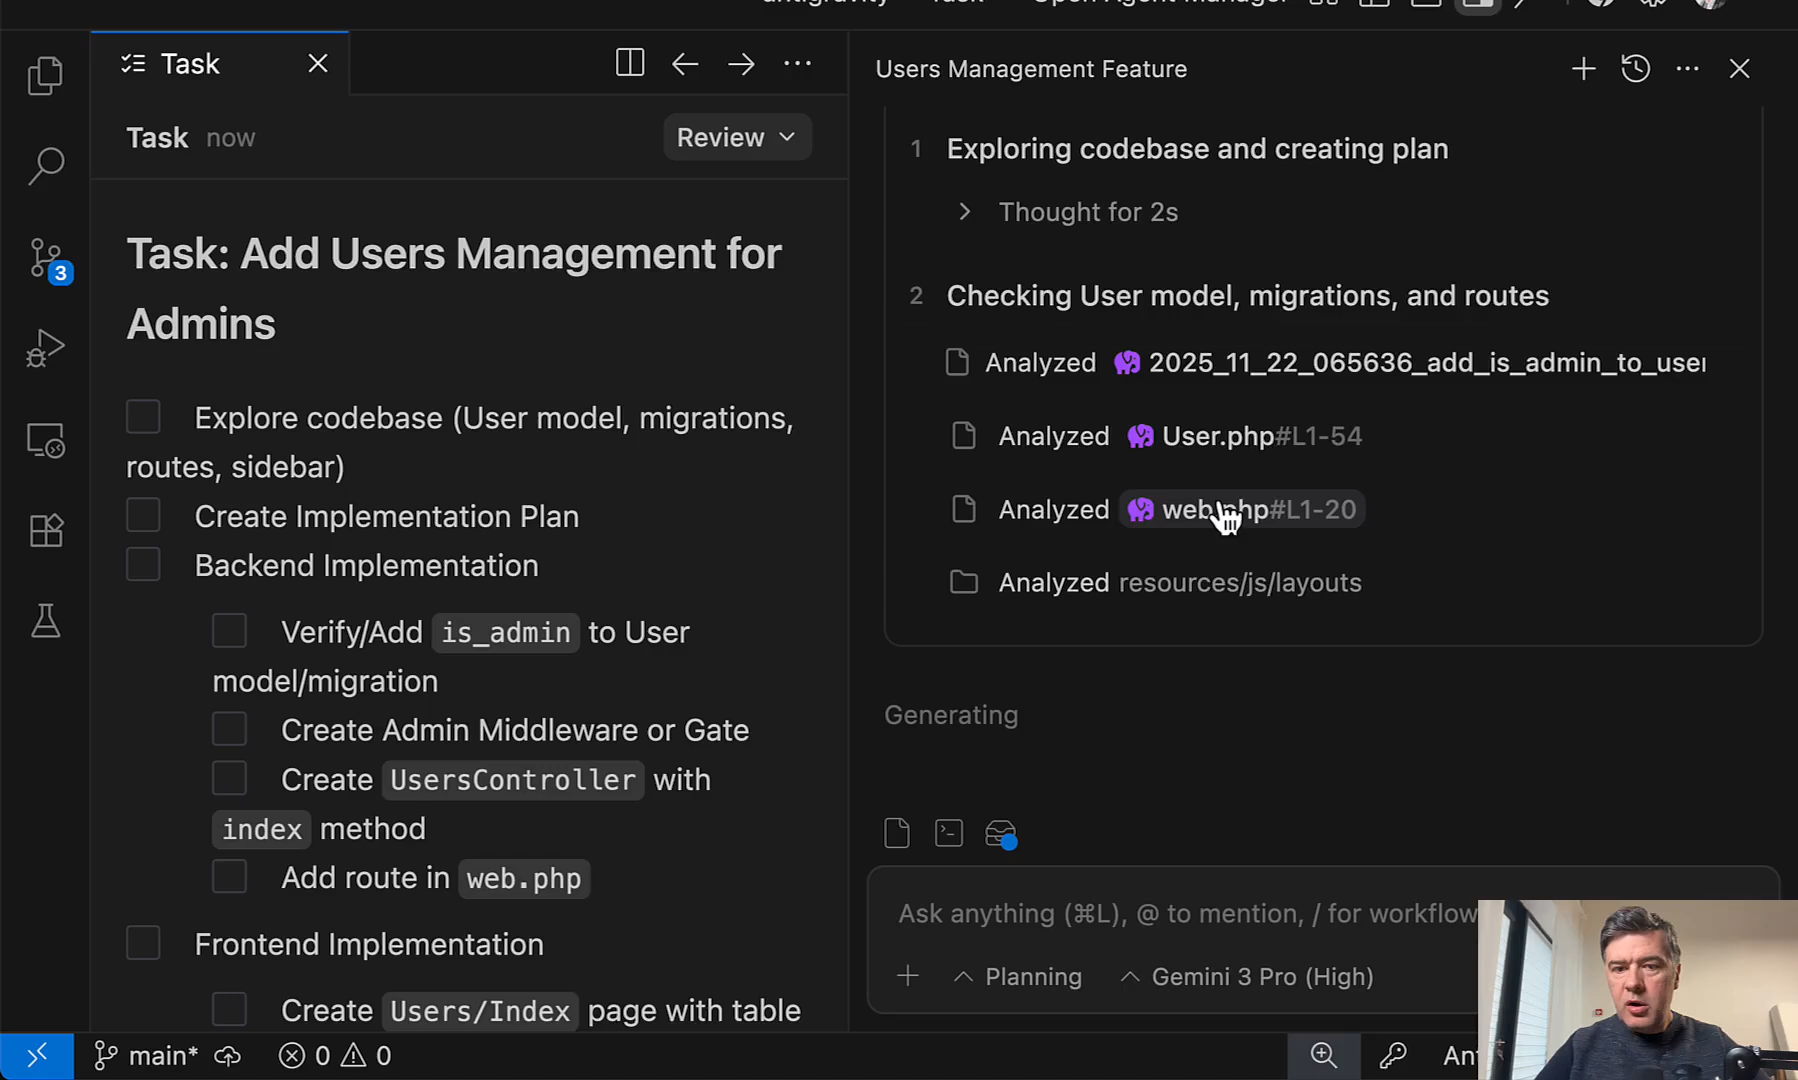 Task
Task now
Review
Task: Add Users Management for
Admins
Explore codebase (User model, migrations,
routes, sidebar)
Create Implementation Plan
Backend Implementation
Verify/Add is_admin to User
model/migration
Create Admin Middleware or Gate
Create UsersController with
index method
Add route in web.php
Frontend Implementation
Create Users/Index page with table
3
Users Management Feature
1 Exploring codebase and creating plan
Thought for 2s
2 Checking User model, migrations, and routes
Analyzed 2025_11_22_065636_add_is_admin_to_user
Analyzed User.php#L1-54
Analyzed web.php#L1-20
Analyzed resources/js/layouts
Generating
Ask anything (⌘L), @ to mention, / for workflow
Planning Gemini 3 Pro (High)
main* 0 0